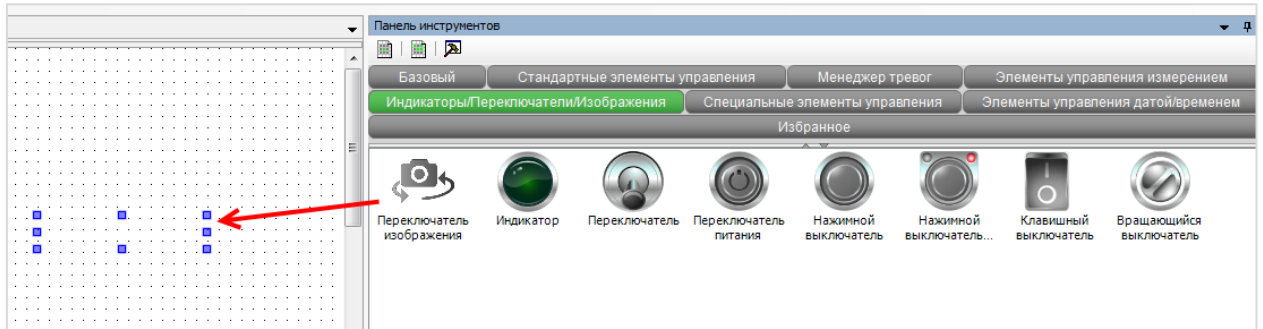 Панель инструментов
Базовый
Стандартные элементы управления
Менеджер тревог
Элементы управления измерением
Индикаторы/Переключатели/Изображения
Специальные элементы управления
Элементы управления датой/временем
Избранное
Переключатель
изображения
Индикатор
Переключатель
Переключатель
питания
Нажимной
выключатель
Нажимной
выключатель...
Клавишный
выключатель
Вращающийся
выключатель